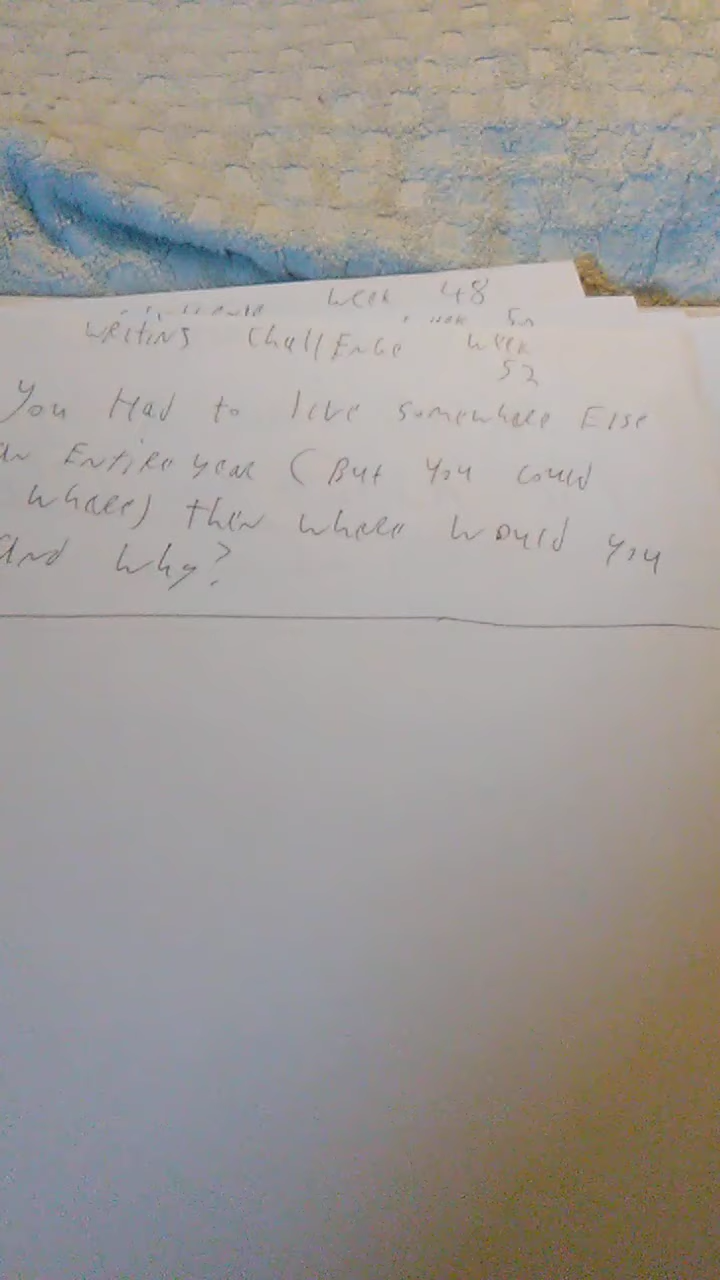 Week 48
Writing Challenge Week
52
You Had to live somewhere Else
Entire year (But you could
where) then where would you
and why?